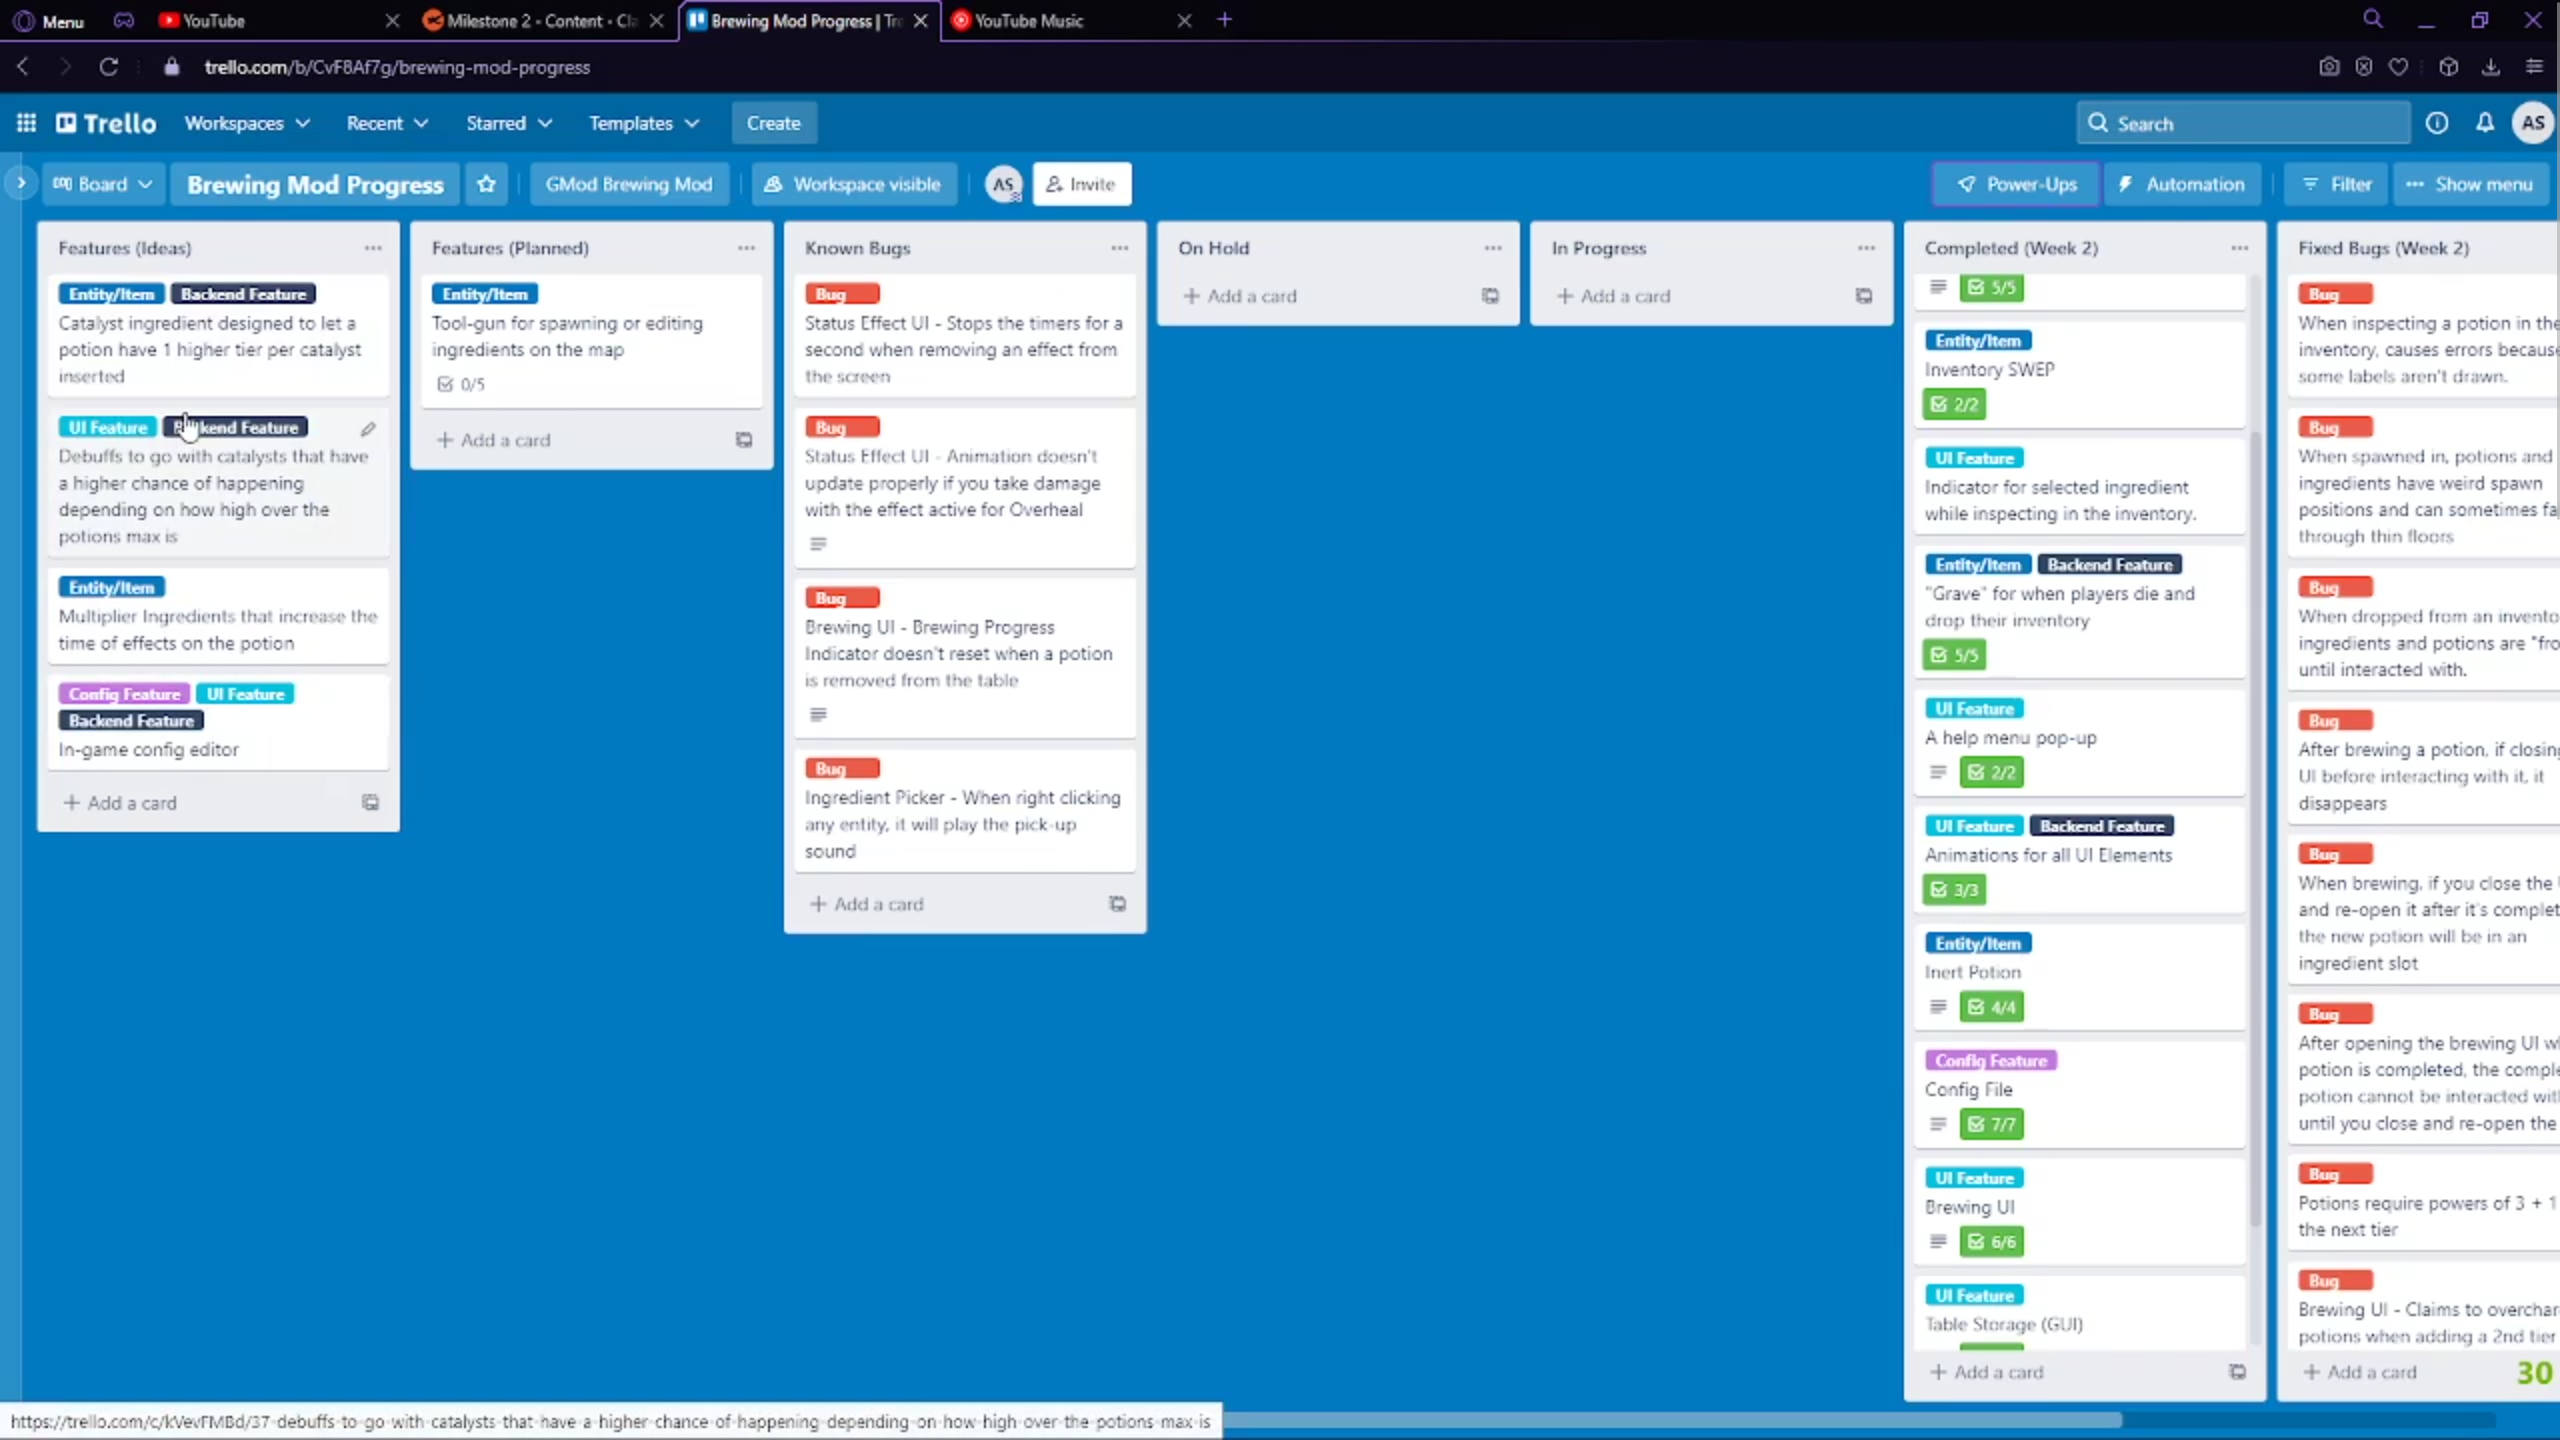 Menu
YouTube
Milestone 2 - Content - Cl
Brewing Mod Progress | Tr
YouTube Music
trello.com/b/CvF8Af7g/brewing-mod-progress
Trello
Workspaces
Recent
Starred
Templates
Create
Search
AS
Board
Brewing Mod Progress
GMod Brewing Mod
Workspace visible
AS
Invite
Power-Ups
Automation
Filter
Show menu
Features (Ideas)
Entity/Item Backend Feature
Catalyst ingredient designed to let a
potion have 1 higher tier per catalyst
inserted
UI Feature kend Feature
Debuffs to go with catalysts that have
a higher chance of happening
depending on how high over the
potions max is
Entity/Item
Multiplier Ingredients that increase the
time of effects on the potion
Config Feature UI Feature
Backend Feature
In-game config editor
+ Add a card
Features (Planned)
Entity/Item
Tool-gun for spawning or editing
ingredients on the map
0/5
+ Add a card
Known Bugs
Bug
Status Effect UI - Stops the timers for a
second when removing an effect from
the screen
Bug
Status Effect UI - Animation doesn't
update properly if you take damage
with the effect active for Overheal
Bug
Brewing UI - Brewing Progress
Indicator doesn't reset when a potion
is removed from the table
Bug
Ingredient Picker - When right clicking
any entity, it will play the pick-up
sound
+ Add a card
On Hold
+ Add a card
In Progress
+ Add a card
Completed (Week 2)
5/5
Entity/Item
Inventory SWEP
2/2
UI Feature
Indicator for selected ingredient
while inspecting in the inventory.
Entity/Item Backend Feature
"Grave" for when players die and
drop their inventory
5/5
UI Feature
A help menu pop-up
2/2
UI Feature Backend Feature
Animations for all UI Elements
3/3
Entity/Item
Inert Potion
4/4
Config Feature
Config File
7/7
UI Feature
Brewing UI
6/6
UI Feature
Table Storage (GUI)
+ Add a card
Fixed Bugs (Week 2)
Bug
When inspecting a potion in the
inventory, causes errors because
some labels aren't drawn.
Bug
When spawned in, potions and
ingredients have weird spawn
positions and can sometimes fa
through thin floors
Bug
When dropped from an invento
ingredients and potions are "fro
until interacted with.
Bug
After brewing a potion, if closing
UI before interacting with it, it
disappears
Bug
When brewing, if you close the
and re-open it after it's complet
the new potion will be in an
ingredient slot
Bug
After opening the brewing UI wh
potion is completed, the comple
potion cannot be interacted wit
until you close and re-open the
Bug
Potions require powers of 3 + 1
the next tier
Bug
Brewing UI - Claims to overchar
potions when adding a 2nd tier
+ Add a card
30
https://trello.com/c/kVevFMBd/37-debuffs-to-go-with-catalysts-that-have-a-higher-chance-of-happening-depending-on-how-high-over-the-potions-max-is